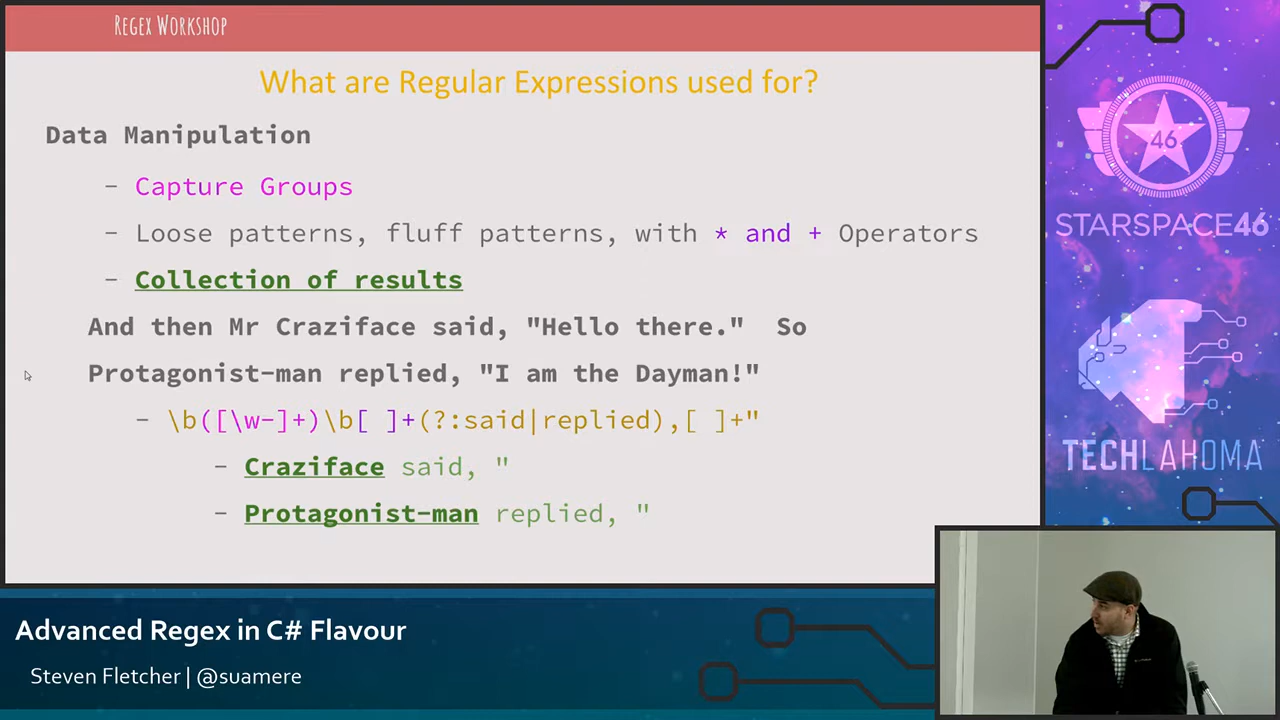 Regex Workshop
What are Regular Expressions used for?
Data Manipulation
– Capture Groups
– Loose patterns, fluff patterns, with * and + Operators
– Collection of results
And then Mr Craziface said, "Hello there."  So
Protagonist-man replied, "I am the Dayman!"
– \b([\w-]+)\b[ ]+(?:said|replied),[ ]+"
– Craziface said, "
– Protagonist-man replied, "
46
STARSPACE46
TECHLAHOMA
Advanced Regex in C# Flavour
Steven Fletcher | @suamere